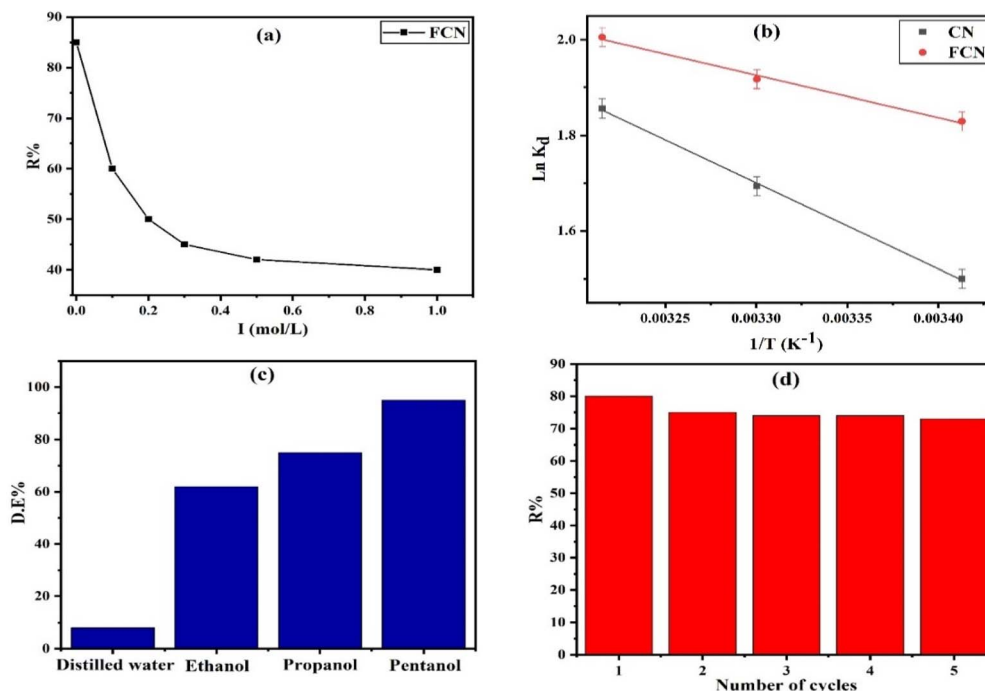 (a)
FCN
90
80
70
60
50
40
R%
0.0
0.2
0.4
0.6
0.8
1.0
I (mol/L)
(b)
CN
FCN
2.0
1.8
1.6
Ln Kd
0.00325
0.00330
0.00335
0.00340
1/T (K-1)
(c)
100
80
60
40
20
0
D.E%
Distilled water
Ethanol
Propanol
Pentanol
(d)
90
80
70
60
50
40
30
20
10
0
R%
1
2
3
4
5
Number of cycles